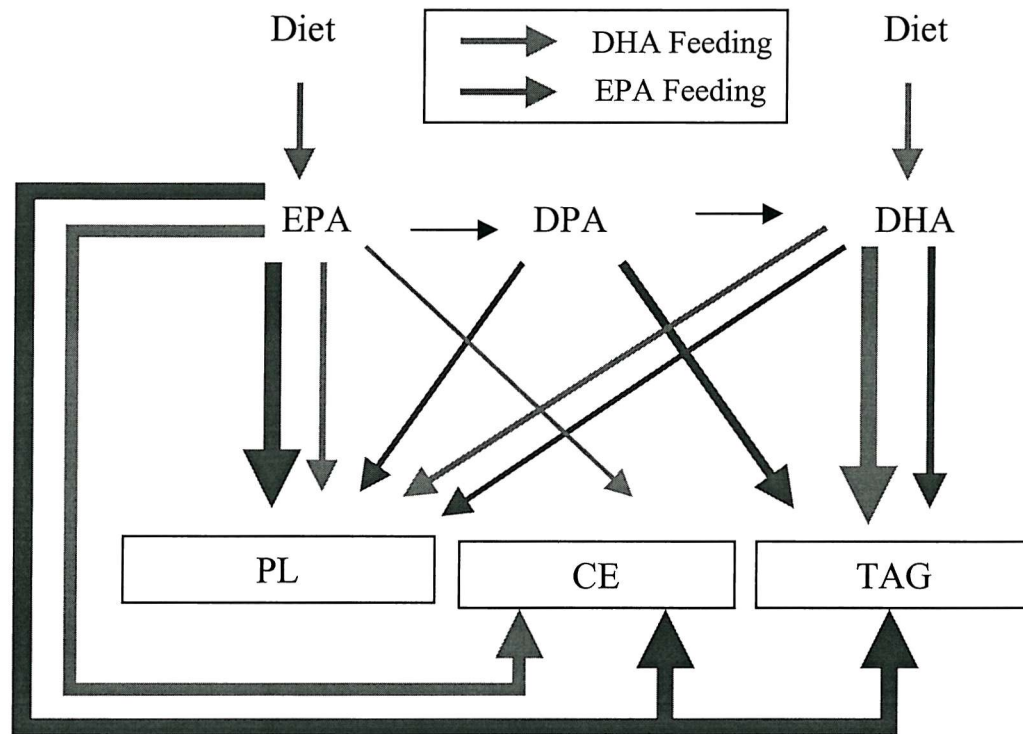 Diet
DHA Feeding
EPA Feeding
Diet
EPA
DPA
DHA
PL
CE
TAG